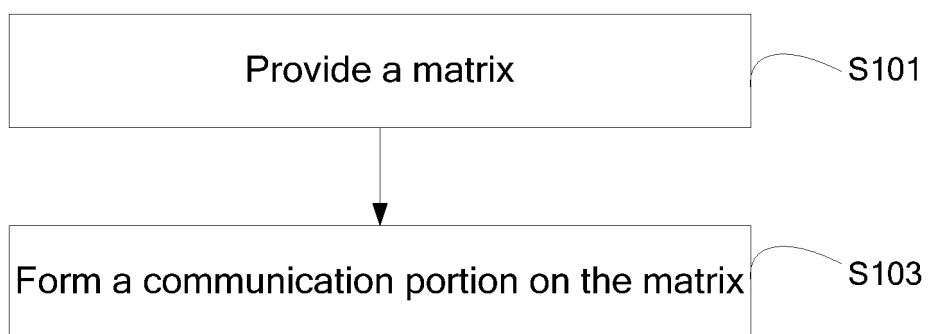 Provide a matrix
S101
Form a communication portion on the matrix
S103